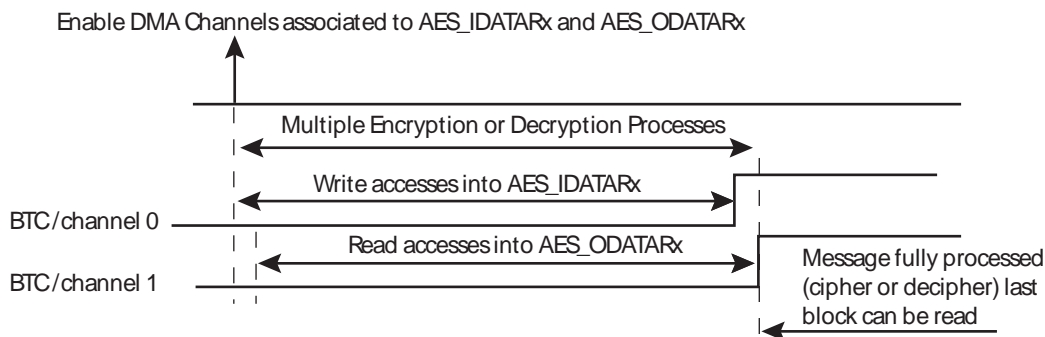 Enable DMA Channels associated to AES_IDATARx and AES_ODATARx
Multiple Encryption or Decryption Processes
Write accesses into AES_IDATARx
BTC/channel 0
Read accesses into AES_ODATARx
BTC/channel 1
Message fully processed
(cipher or decipher) last
block can be read